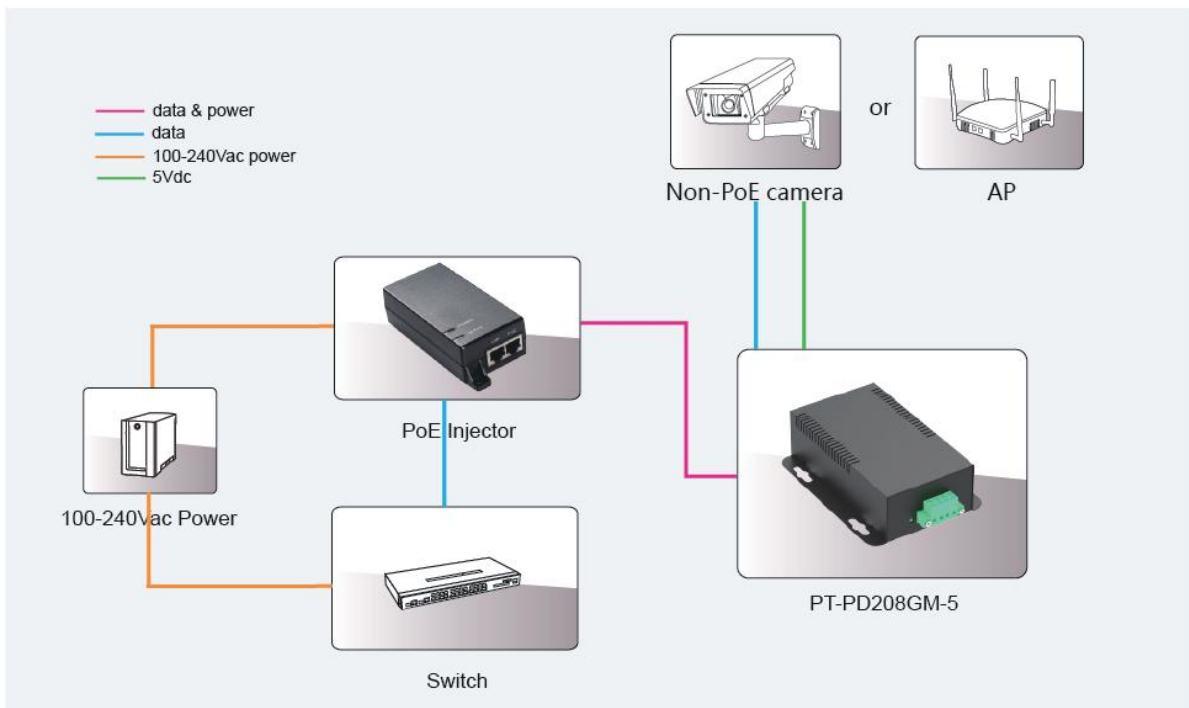 data & power
data
100-240Vac power
5Vdc
or
Non-PoE camera
AP
PoE Injector
100-240Vac Power
PT-PD208GM-5
Switch